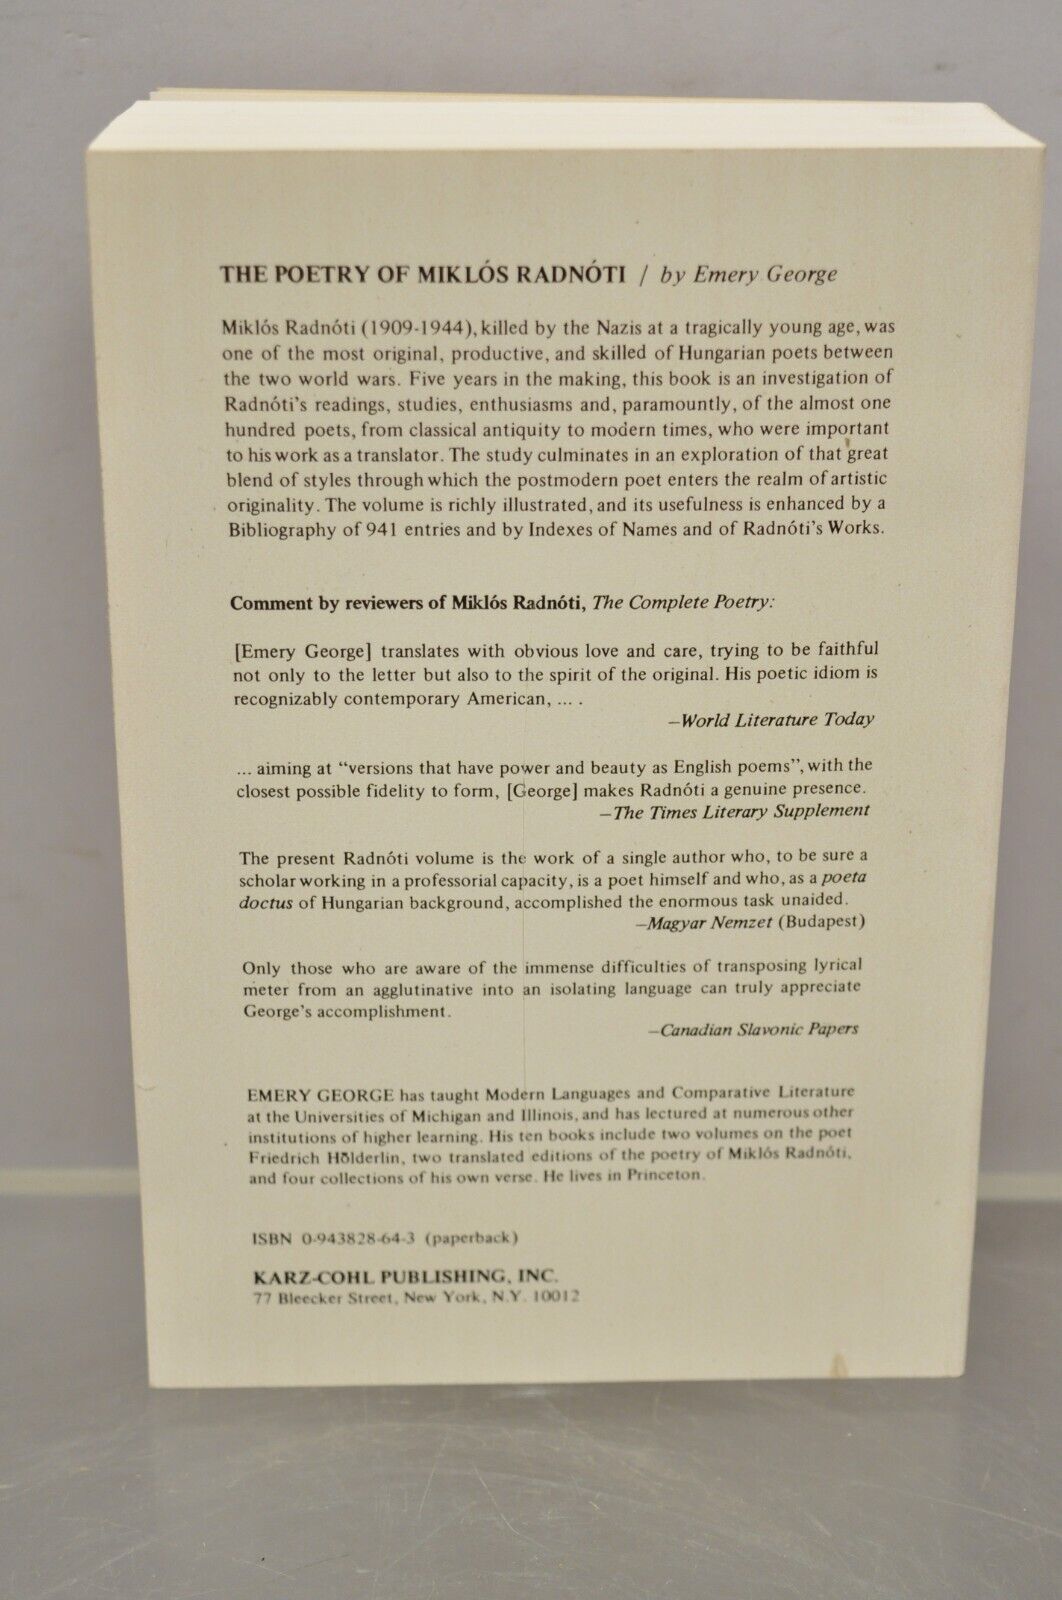 THE POETRY OF MIKLÓS RADNÓTI / by Emery George
Miklós Radnóti (1909-1944), killed by the Nazis at a tragically young age, was
one of the most original, productive, and skilled of Hungarian poets between
the two world wars. Five years in the making, this book is an investigation of
Radnóti's readings, studies, enthusiasms and, paramountly, of the almost one
hundred poets, from classical antiquity to modern times, who were important
to his work as a translator. The study culminates in an exploration of that great
blend of styles through which the postmodern poet enters the realm of artistic
originality. The volume is richly illustrated, and its usefulness is enhanced by a
Bibliography of 941 entries and by Indexes of Names and of Radnóti's Works.
Comment by reviewers of Miklós Radnóti, The Complete Poetry:
[Emery George] translates with obvious love and care, trying to be faithful
not only to the letter but also to the spirit of the original. His poetic idiom is
recognizably contemporary American, ... .
—World Literature Today
... aiming at “versions that have power and beauty as English poems”, with the
closest possible fidelity to form, [George] makes Radnóti a genuine presence.
—The Times Literary Supplement
The present Radnóti volume is the work of a single author who, to be sure a
scholar working in a professorial capacity, is a poet himself and who, as a poeta
doctus of Hungarian background, accomplished the enormous task unaided.
—Magyar Nemzet (Budapest)
Only those who are aware of the immense difficulties of transposing lyrical
meter from an agglutinative into an isolating language can truly appreciate
George's accomplishment.
—Canadian Slavonic Papers
EMERY GEORGE has taught Modern Languages and Comparative Literature
at the Universities of Michigan and Illinois, and has lectured at numerous other
institutions of higher learning. His ten books include two volumes on the poet
Friedrich Hölderlin, two translated editions of the poetry of Miklós Radnóti,
and four collections of his own verse. He lives in Princeton.
ISBN 0-943828-64-3 (paperback)
KARZ-COHL PUBLISHING, INC.
77 Bleecker Street, New York, N.Y. 10012